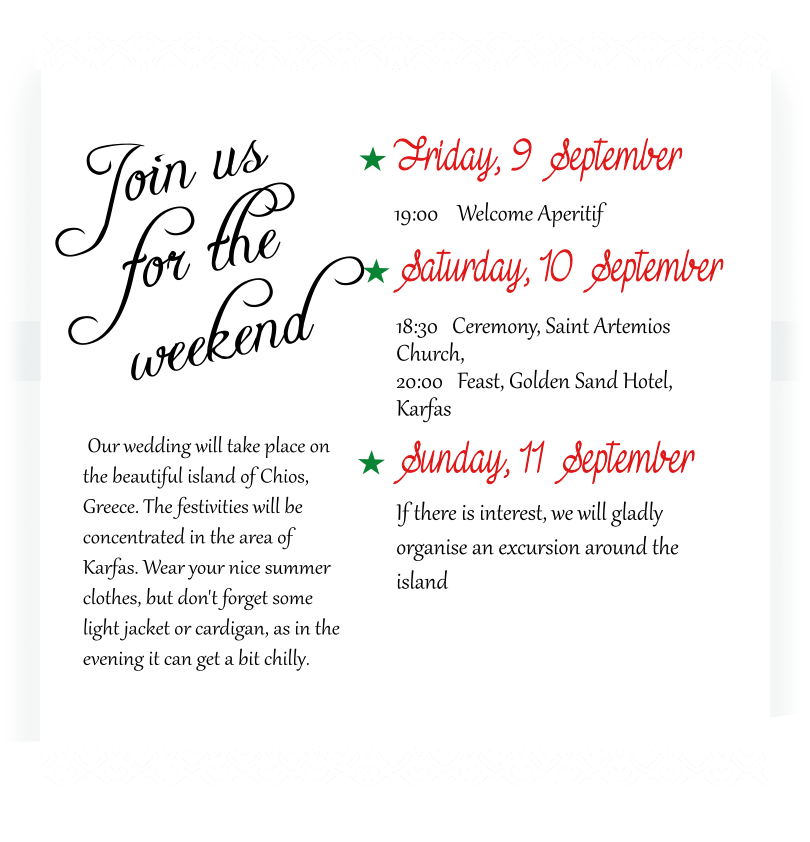 Join us
for the
weekend
Our wedding will take place on
the beautiful island of Chios,
Greece. The festivities will be
concentrated in the area of
Karfas. Wear your nice summer
clothes, but don't forget some
light jacket or cardigan, as in the
evening it can get a bit chilly.
Friday, 9 September
19:00 Welcome Aperitif
Saturday, 10 September
18:30 Ceremony, Saint Artemios
Church,
20:00 Feast, Golden Sand Hotel,
Karfas
Sunday, 11 September
If there is interest, we will gladly
organise an excursion around the
island